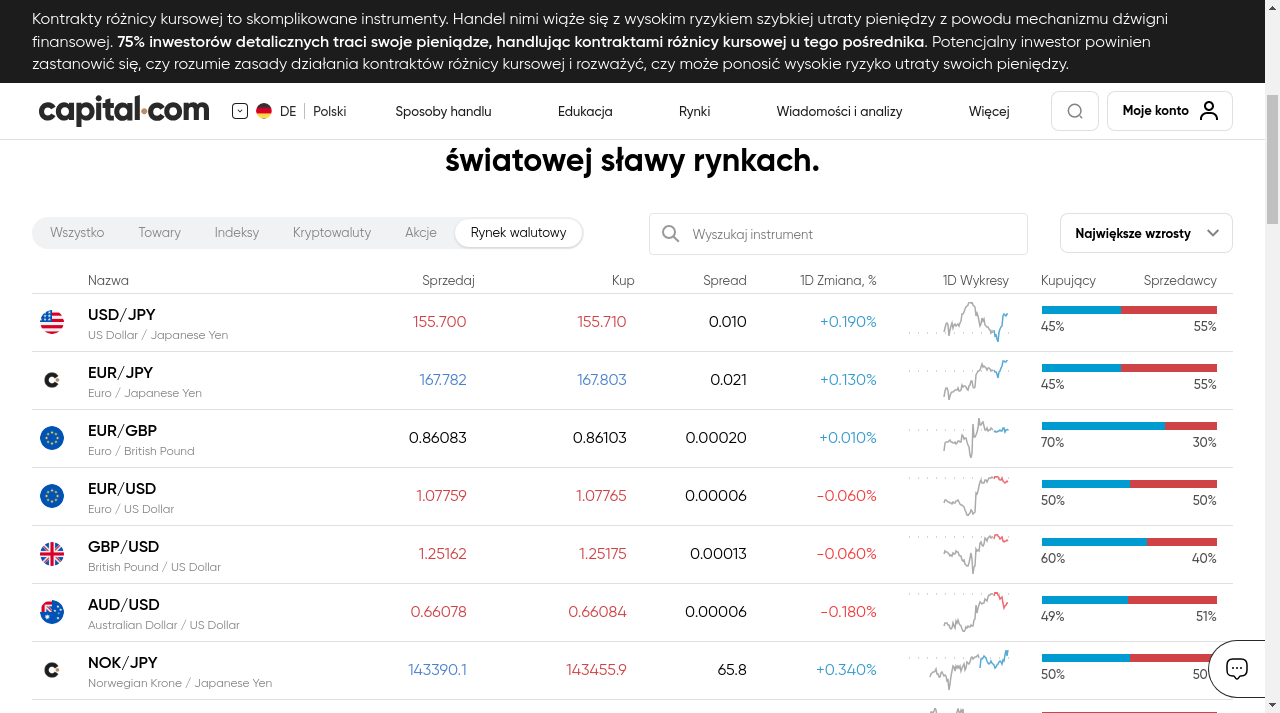 Kontrakty różnicy kursowej to skomplikowane instrumenty. Handel nimi wiąże się z wysokim ryzykiem szybkiej utraty pieniędzy z powodu mechanizmu dźwigni
finansowej. 75% inwestorów detalicznych traci swoje pieniądze, handlując kontraktami różnicy kursowej u tego pośrednika. Potencjalny inwestor powinien
zastanowić się, czy rozumie zasady działania kontraktów różnicy kursowej i rozważyć, czy może ponosić wysokie ryzyko utraty swoich pieniędzy.
capital.com DE Polski Sposoby handlu Edukacja Rynki Wiadomości i analizy Więcej Moje konto
światowej sławy rynkach.
Wszystko Towary Indeksy Kryptowaluty Akcje Rynek walutowy Wyszukaj instrument Największe wzrosty
Nazwa Sprzedaj Kup Spread 1D Zmiana, % 1D Wykresy Kupujący Sprzedawcy
USD/JPY 155.700 155.710 0.010 +0.190% 45% 55%
US Dollar / Japanese Yen
EUR/JPY 167.782 167.803 0.021 +0.130% 45% 55%
Euro / Japanese Yen
EUR/GBP 0.86083 0.86103 0.00020 +0.010% 70% 30%
Euro / British Pound
EUR/USD 1.07759 1.07765 0.00006 -0.060% 50% 50%
Euro / US Dollar
GBP/USD 1.25162 1.25175 0.00013 -0.060% 60% 40%
British Pound / US Dollar
AUD/USD 0.66078 0.66084 0.00006 -0.180% 49% 51%
Australian Dollar / US Dollar
NOK/JPY 143390.1 143455.9 65.8 +0.340% 50% 50
Norwegian Krone / Japanese Yen